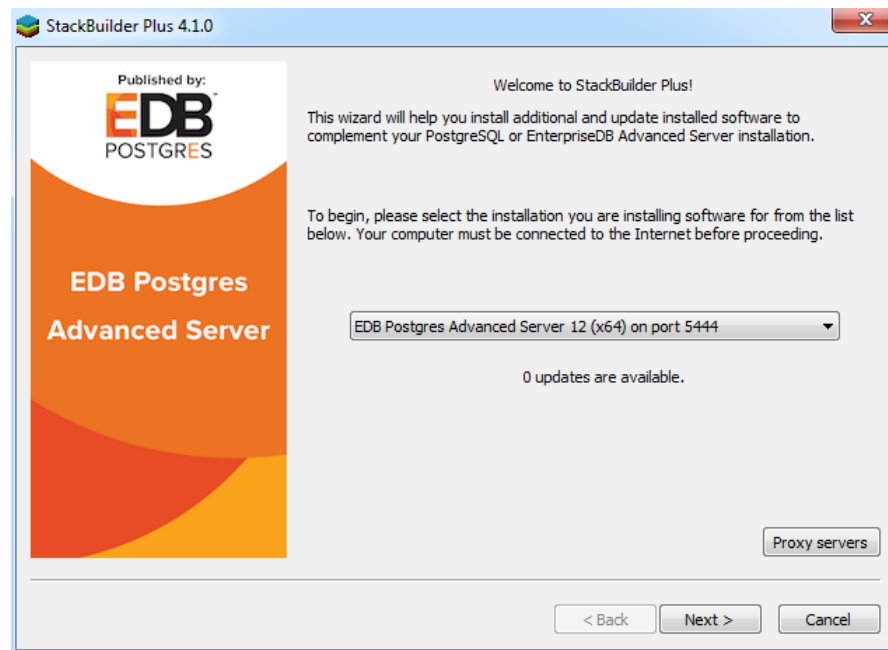 StackBuilder Plus 4.1.0
Published by:
EDB™
POSTGRES
EDB Postgres
Advanced Server
Welcome to StackBuilder Plus!
This wizard will help you install additional and update installed software to
complement your PostgreSQL or EnterpriseDB Advanced Server installation.
To begin, please select the installation you are installing software for from the list
below. Your computer must be connected to the Internet before proceeding.
EDB Postgres Advanced Server 12 (x64) on port 5444
0 updates are available.
Proxy servers
< Back Next > Cancel